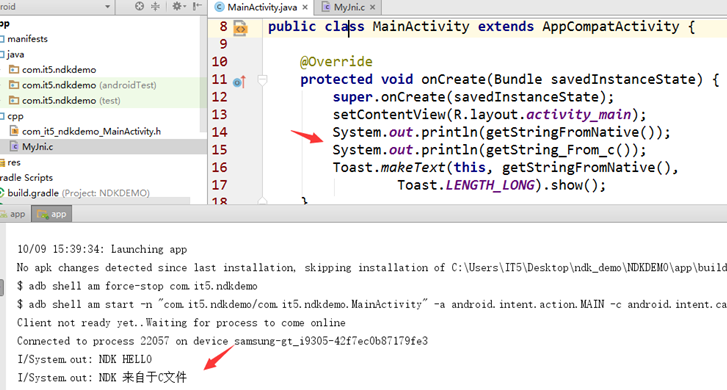 roid
MainActivity.java
MyJni.c
pp
manifests
java
com.it5.ndkdemo
com.it5.ndkdemo (androidTest)
com.it5.ndkdemo (test)
cpp
com_it5_ndkdemo_MainActivity.h
MyJni.c
res
radle Scripts
build.gradle (Project: NDKDEMO)
8 public class MainActivity extends AppCompatActivity {
9
10 @Override
11 protected void onCreate(Bundle savedInstanceState) {
12 super.onCreate(savedInstanceState);
13 setContentView(R.layout.activity_main);
14 System.out.println(getStringFromNative());
15 System.out.println(getString_From_c());
16 Toast.makeText(this, getStringFromNative(),
17 Toast.LENGTH_LONG).show();
18 }
app
app
10/09 15:39:34: Launching app
No apk changes detected since last installation, skipping installation of C:\Users\IT5\Desktop\ndk_demo\NDKDEMO\app\build
$ adb shell am force-stop com.it5.ndkdemo
$ adb shell am start -n "com.it5.ndkdemo/com.it5.ndkdemo.MainActivity" -a android.intent.action.MAIN -c android.intent.ca
Client not ready yet..Waiting for process to come online
Connected to process 22057 on device samsung-gt_i9305-42f7ec0b87179fe3
I/System.out: NDK HELLO
I/System.out: NDK 来自于C文件